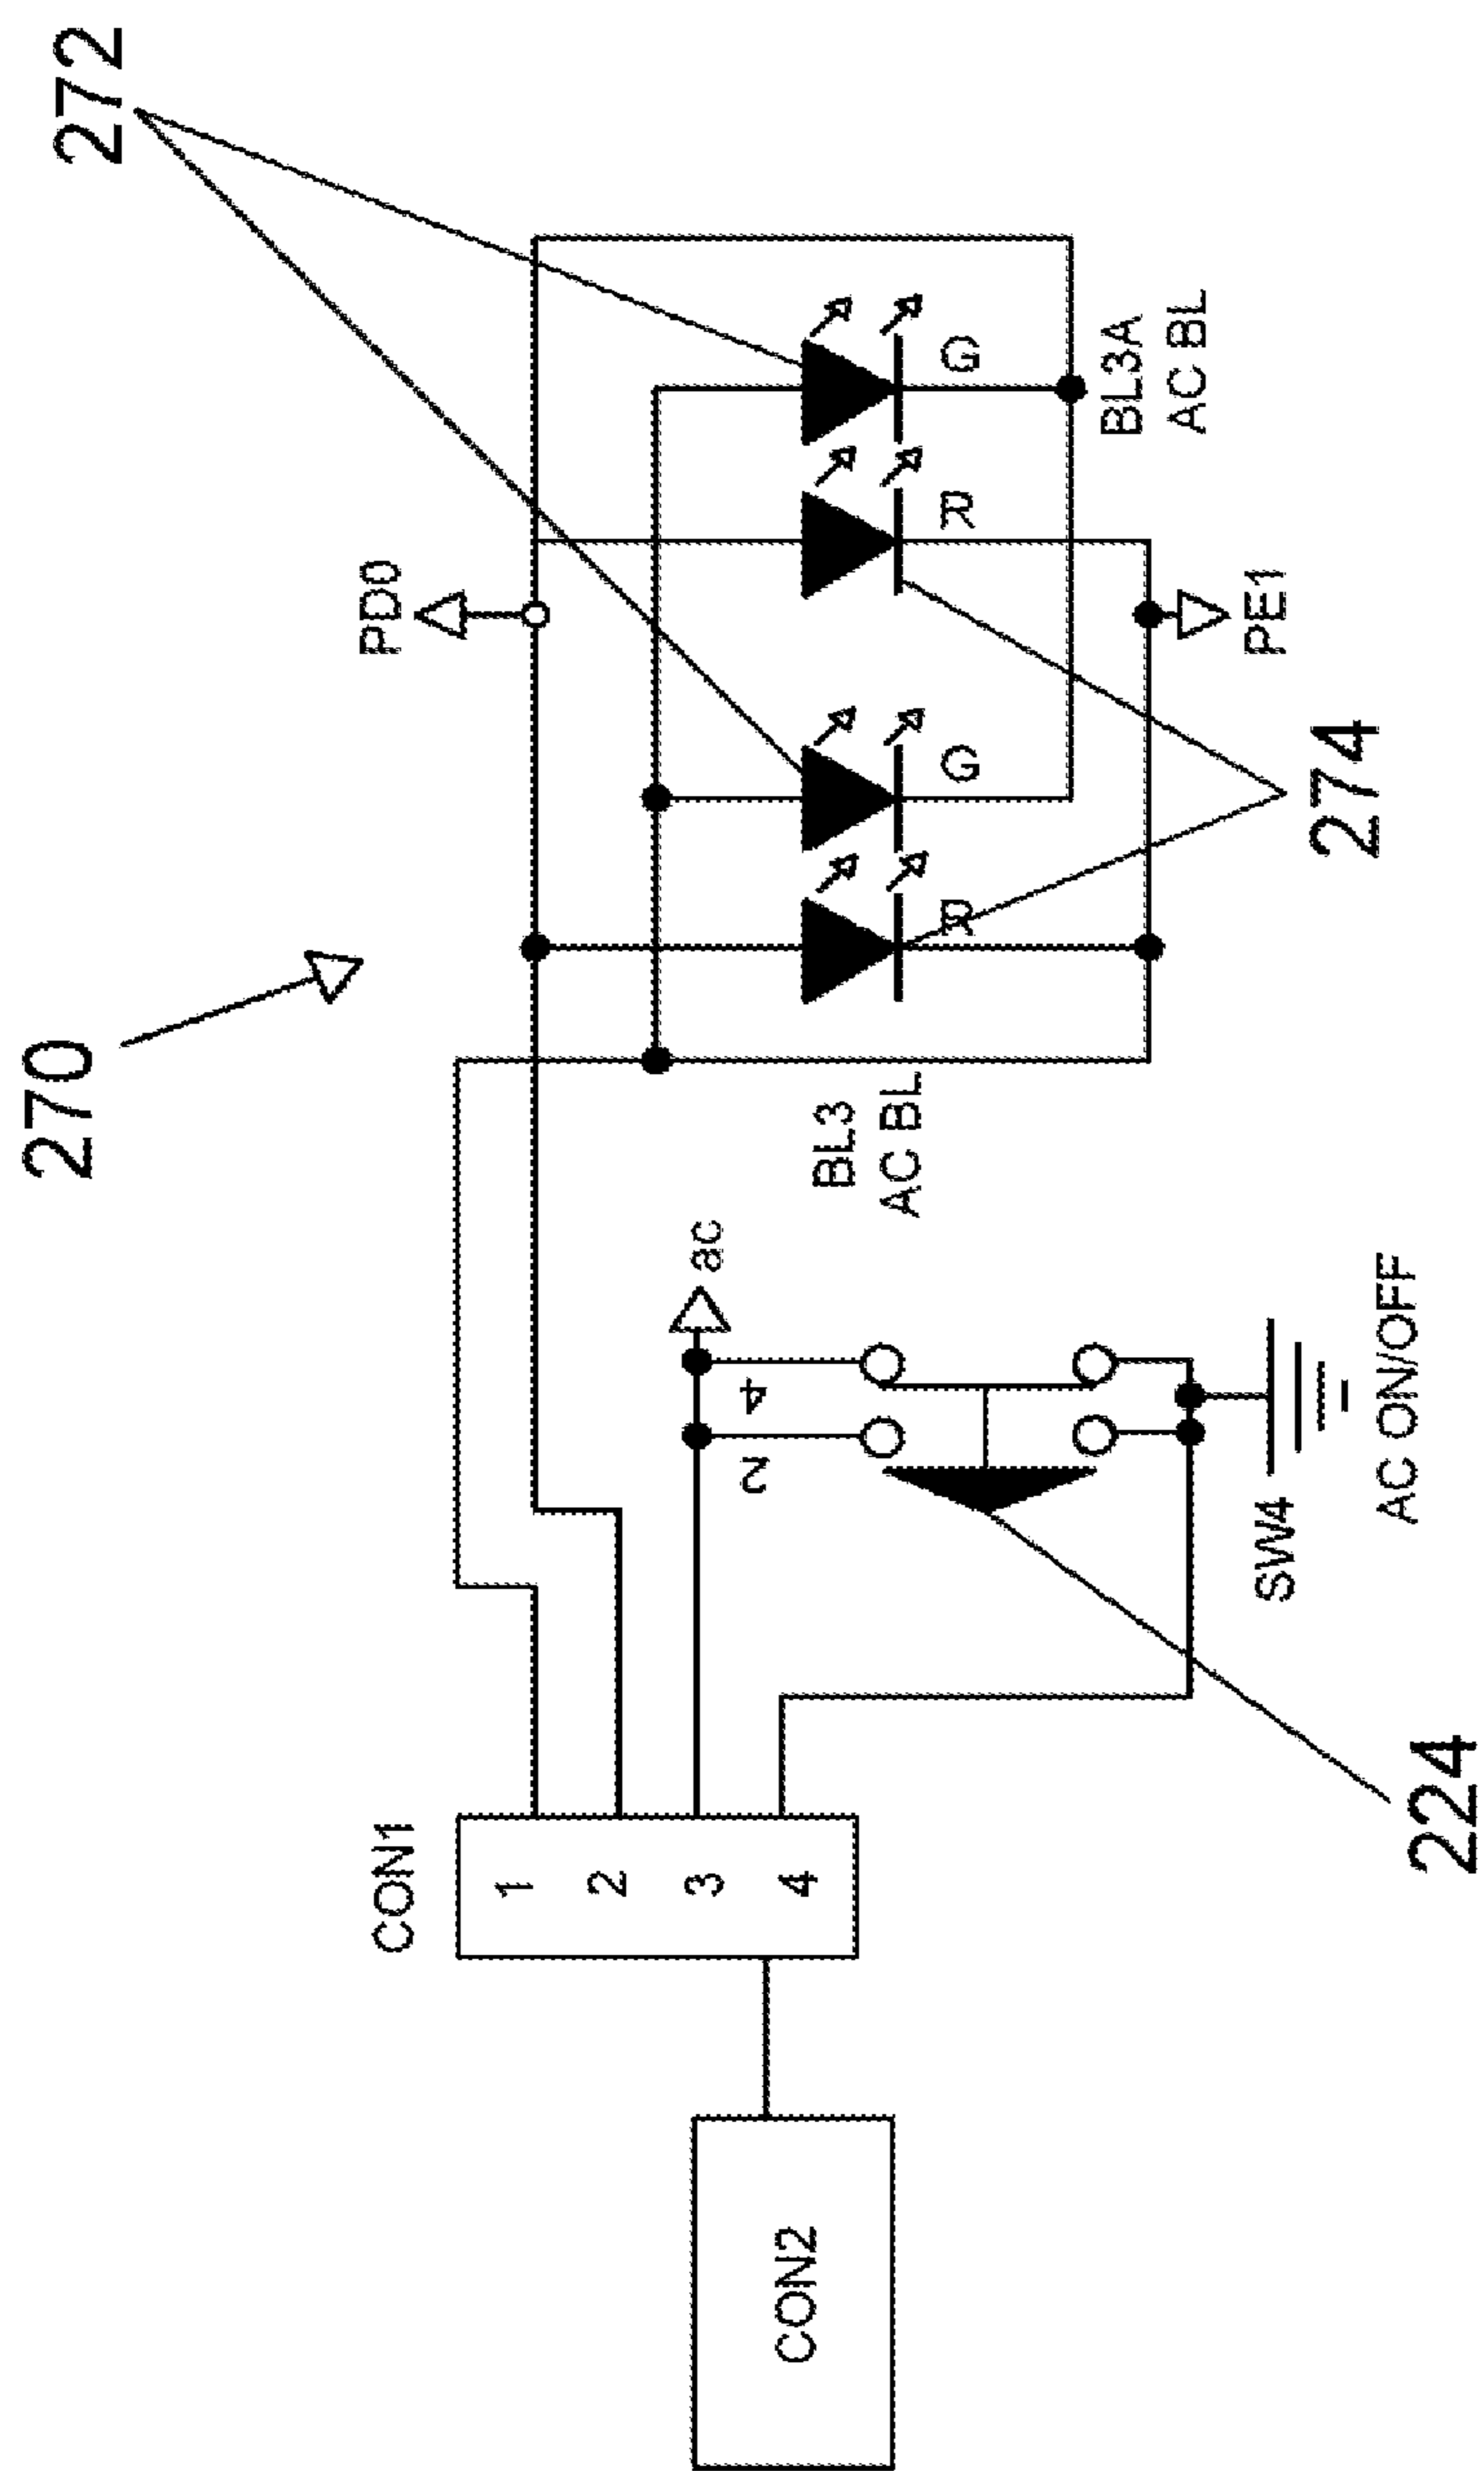 270
272
PD0
CON1
1
2
3
4
CON2
ac
2
4
BL3
AC BL
R
G
R
G
BL3A
AC BL
PE1
SW4
AC ON/OFF
224
274